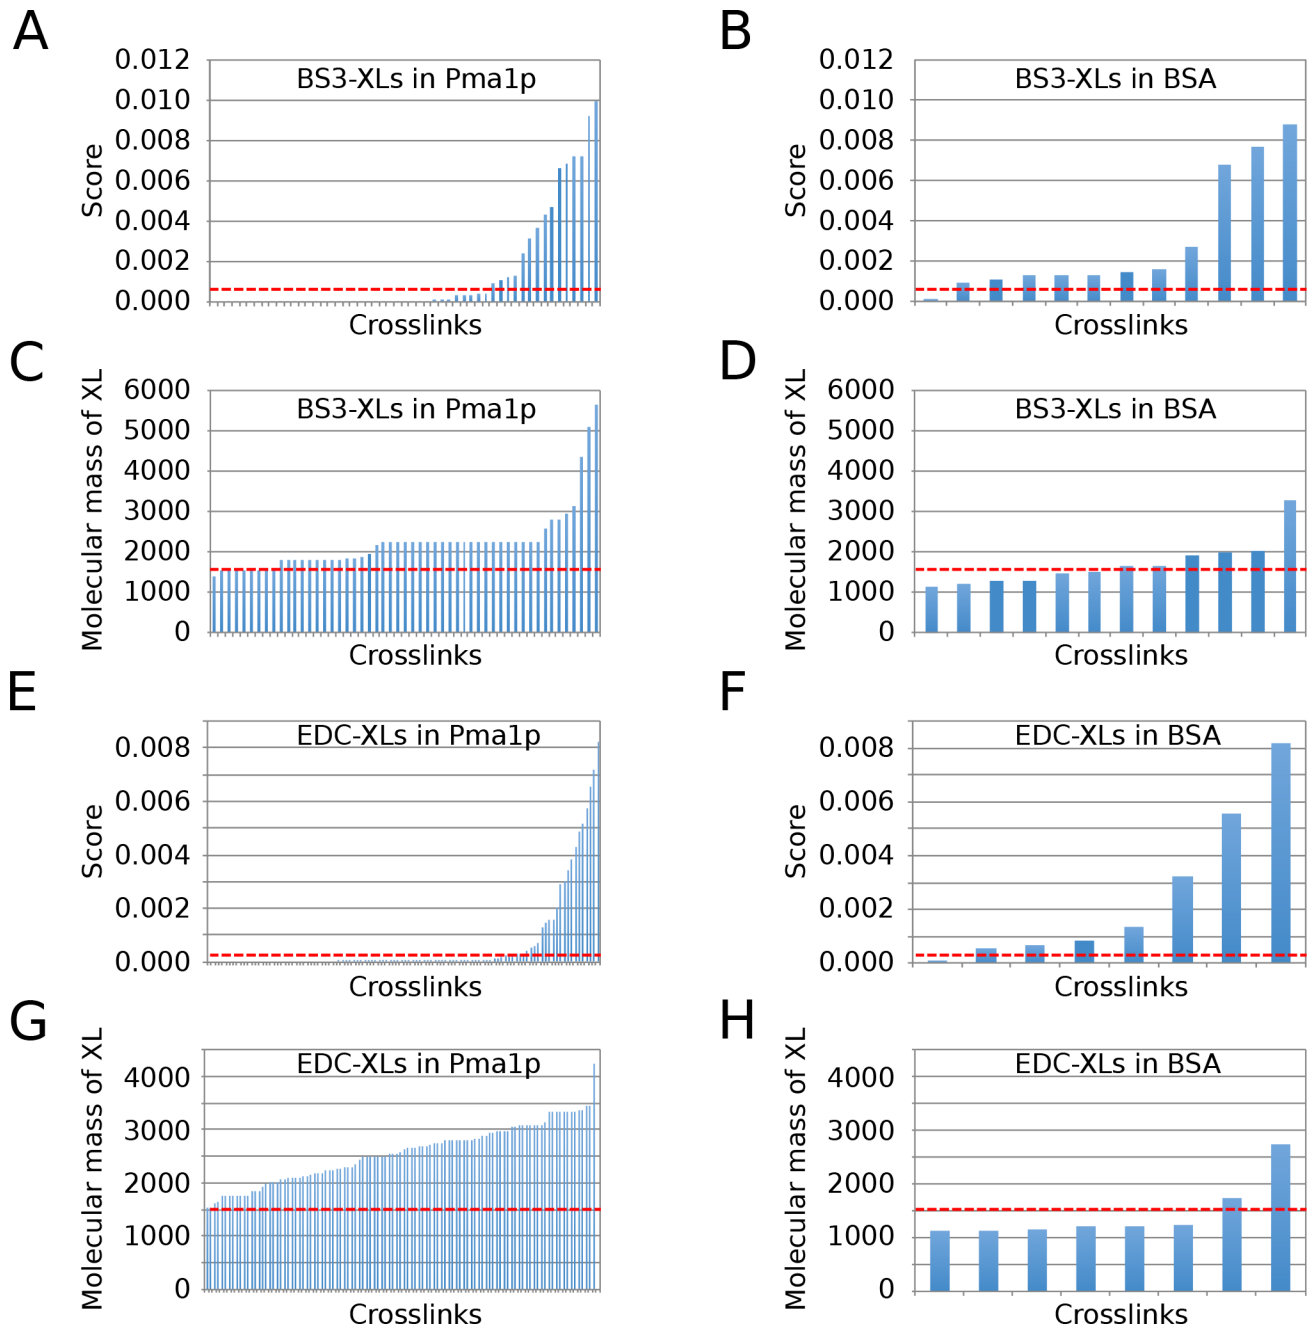 A
BS3-XLs in Pma1p
Score
0.012
0.010
0.008
0.006
0.004
0.002
0.000
Crosslinks
B
BS3-XLs in BSA
Score
0.012
0.010
0.008
0.006
0.004
0.002
0.000
Crosslinks
C
BS3-XLs in Pma1p
Molecular mass of XL
6000
5000
4000
3000
2000
1000
0
Crosslinks
D
BS3-XLs in BSA
Molecular mass of XL
6000
5000
4000
3000
2000
1000
0
Crosslinks
E
EDC-XLs in Pma1p
Score
0.008
0.006
0.004
0.002
0.000
Crosslinks
F
EDC-XLs in BSA
Score
0.008
0.006
0.004
0.002
0.000
Crosslinks
G
EDC-XLs in Pma1p
Molecular mass of XL
4000
3000
2000
1000
0
Crosslinks
H
EDC-XLs in BSA
Molecular mass of XL
4000
3000
2000
1000
0
Crosslinks